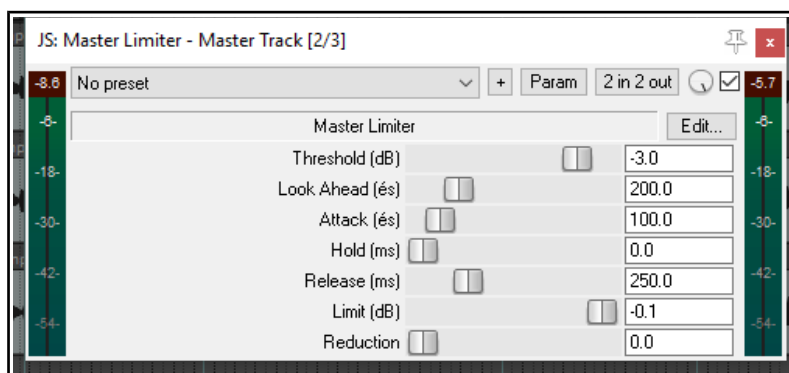 JS: Master Limiter - Master Track [2/3]
-8.6 No preset + Param 2 in 2 out -5.7
-6- Master Limiter Edit... -6-
Threshold (dB) -3.0
-18- Look Ahead (és) 200.0 -18-
Attack (és) 100.0
-30- Hold (ms) 0.0 -30-
-42- Release (ms) 250.0 -42-
Limit (dB) -0.1
-54- Reduction 0.0 -54-